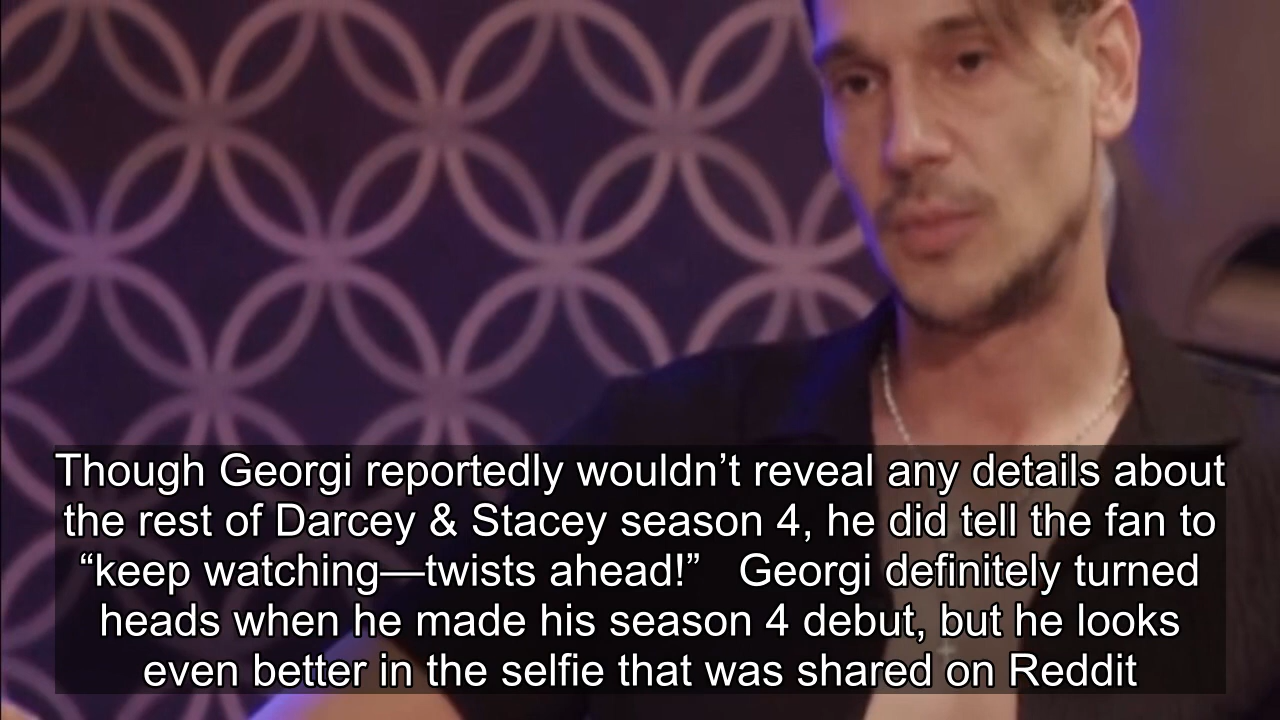 Though Georgi reportedly wouldn’t reveal any details about
the rest of Darcey & Stacey season 4, he did tell the fan to
“keep watching—twists ahead!”   Georgi definitely turned
heads when he made his season 4 debut, but he looks
even better in the selfie that was shared on Reddit